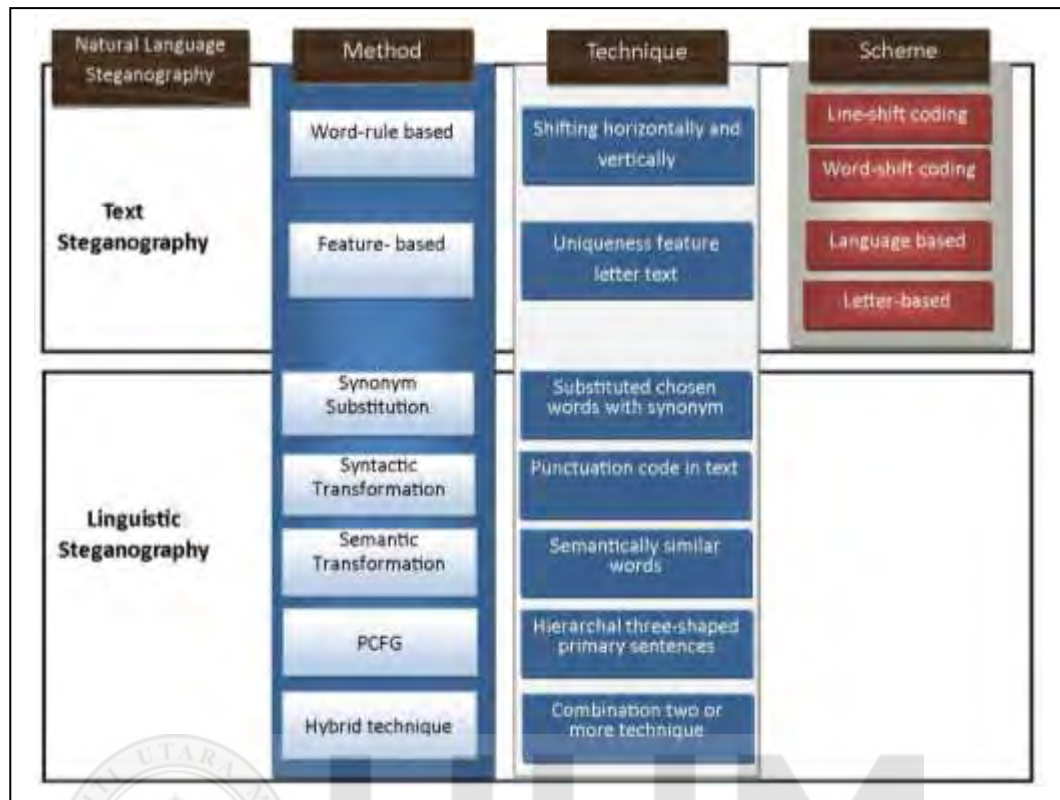 Natural Language
Steganography
Method
Technique
Scheme
Text
Steganography
Word-rule based
Shifting horizontally and
vertically
Line-shift coding
Word-shift coding
Feature- based
Uniqueness feature
letter text
Language based
Letter-based
Linguistic
Steganography
Synonym
Substitution
Substituted chosen
words with synonym
Syntactic
Transformation
Punctuation code in text
Semantic
Transformation
Semantically similar
words
PCFG
Hierarchal three-shaped
primary sentences
Hybrid technique
Combination two or
more technique
UTARA